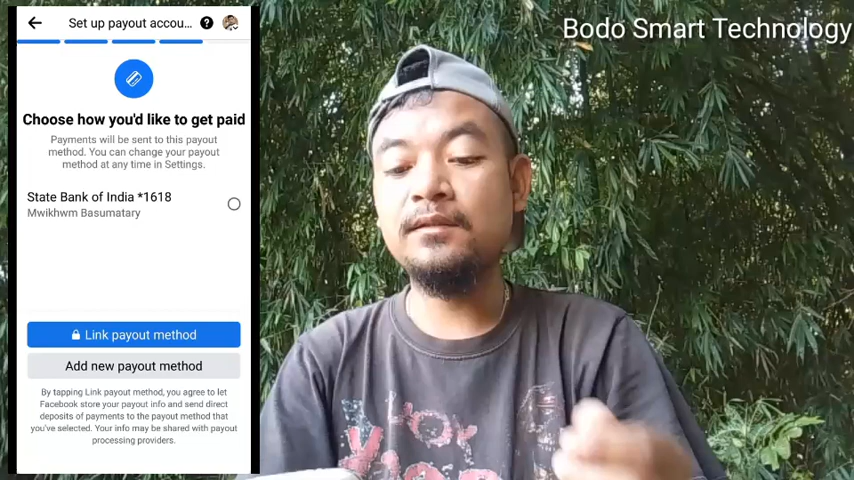 Set up payout accou... ?
Bodo Smart Technology
Choose how you'd like to get paid
Payments will be sent to this payout
method. You can change your payout
method at any time in Settings.
State Bank of India *1618
Mwikhwm Basumatary
Link payout method
Add new payout method
By tapping Link payout method, you agree to let
Facebook store your payout info and send direct
deposits of payments to the payout method that
you've selected. Your info may be shared with payout
processing providers.